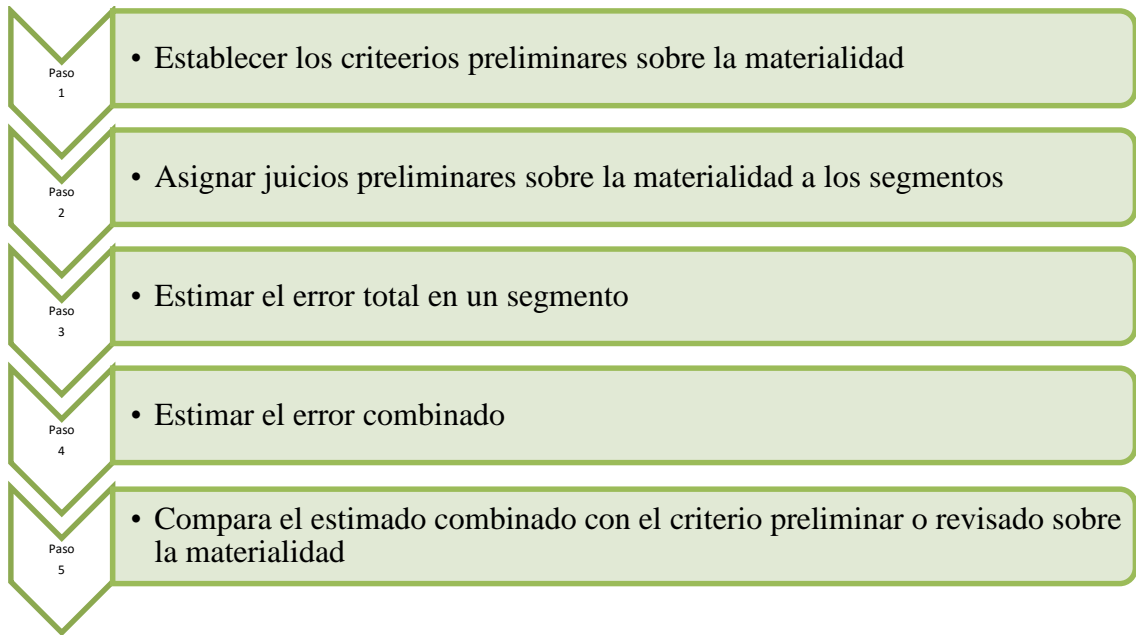 Paso
1
• Establecer los criteerios preliminares sobre la materialidad
Paso
2
• Asignar juicios preliminares sobre la materialidad a los segmentos
Paso
3
• Estimar el error total en un segmento
Paso
4
• Estimar el error combinado
Paso
5
• Compara el estimado combinado con el criterio preliminar o revisado sobre
la materialidad